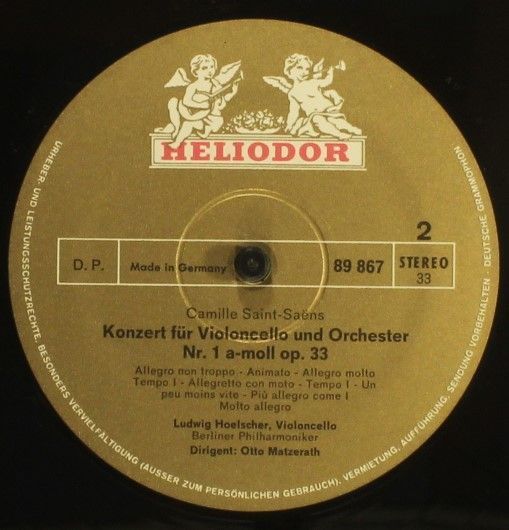 HELIODOR
2
D. P.
Made in Germany
89 867
STEREO
33
Camille Saint-Saëns
Konzert für Violoncello und Orchester
Nr. 1 a-moll op. 33
Allegro non troppo - Animato - Allegro molto
Tempo I - Allegretto con moto - Tempo I - Un
peu moins vite - Più allegro come I
Molto allegro
Ludwig Hoelscher, Violoncello
Berliner Philharmoniker
Dirigent: Otto Matzerath
URHEBER- UND LEISTUNGSSCHUTZRECHTE, BESONDERS VERVIELFÄLTIGUNG (AUSSER ZUM PERSÖNLICHEN GEBRAUCH), VERMIETUNG, AUFFÜHRUNG, SENDUNG VORBEHALTEN · DEUTSCHE GRAMMOPHON